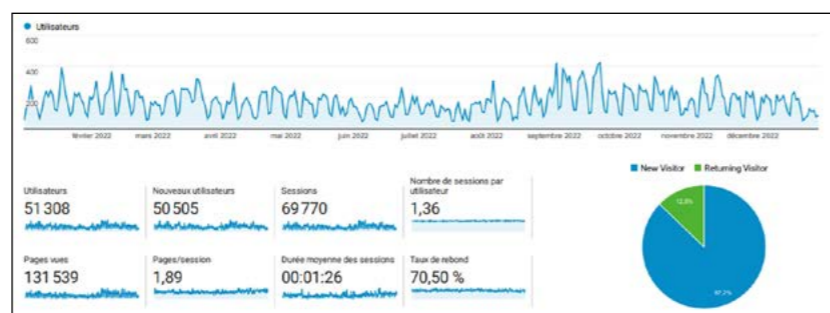 Utilisateurs
600
400
200
février 2022 mars 2022 avril 2022 mai 2022 juin 2022 juillet 2022 août 2022 septembre 2022 octobre 2022 novembre 2022 décembre 2022
New Visitor Returning Visitor
Utilisateurs
51 308
Nouveaux utilisateurs
50 505
Sessions
69 770
Nombre de sessions par
utilisateur
1,36
Pages vues
131 539
Pages/session
1,89
Durée moyenne des sessions
00:01:26
Taux de rebond
70,50 %